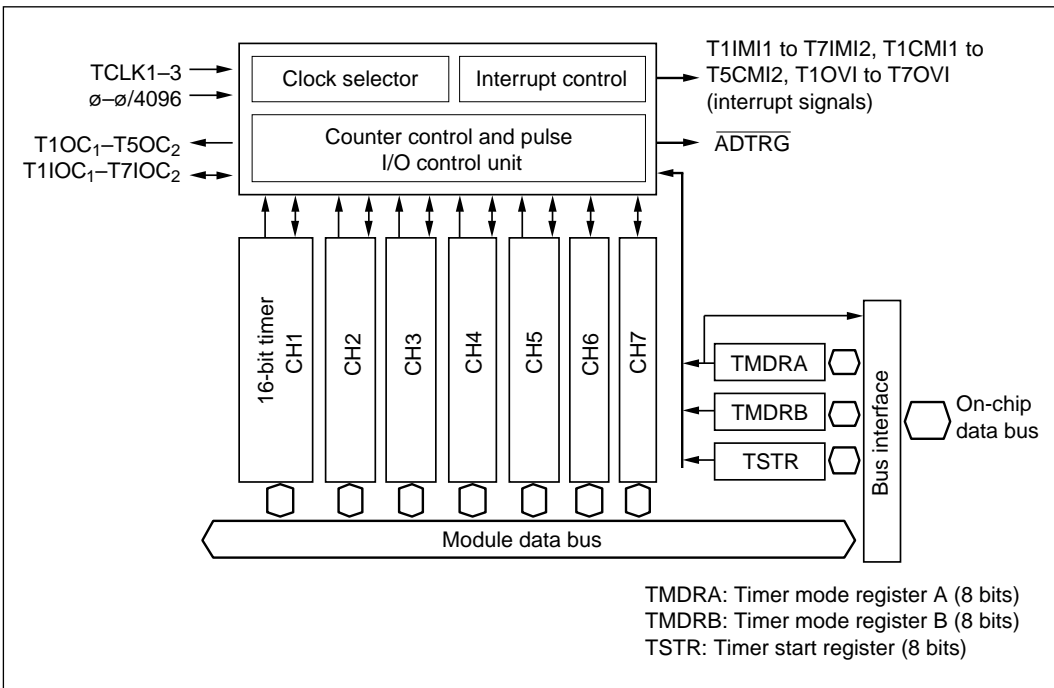 TCLK1–3
ø–ø/4096
T1OC₁–T5OC₂
T1IOC₁–T7IOC₂
Clock selector
Interrupt control
Counter control and pulse
I/O control unit
T1IMI1 to T7IMI2, T1CMI1 to
T5CMI2, T1OVI to T7OVI
(interrupt signals)
ADTRG
16-bit timer
CH1
CH2
CH3
CH4
CH5
CH6
CH7
TMDRA
TMDRB
TSTR
Bus interface
On-chip
data bus
Module data bus
TMDRA: Timer mode register A (8 bits)
TMDRB: Timer mode register B (8 bits)
TSTR: Timer start register (8 bits)